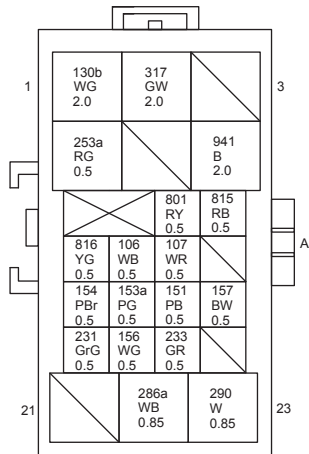 1
130b
WG
2.0
317
GW
2.0
3
253a
RG
0.5
941
B
2.0
801
RY
0.5
815
RB
0.5
816
YG
0.5
106
WB
0.5
107
WR
0.5
A
154
PBr
0.5
153a
PG
0.5
151
PB
0.5
157
BW
0.5
231
GrG
0.5
156
WG
0.5
233
GR
0.5
21
286a
WB
0.85
290
W
0.85
23